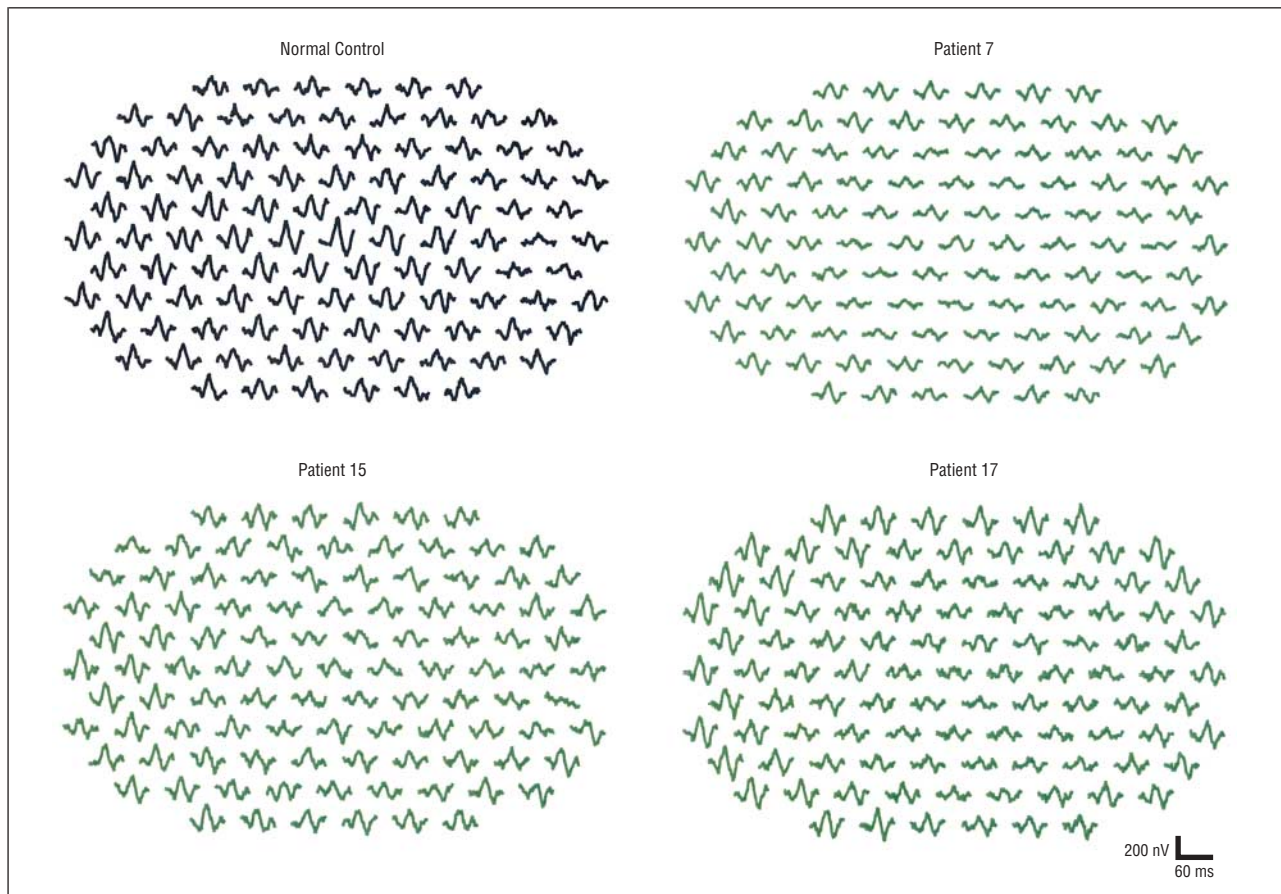 Normal Control
Patient 7
Patient 15
Patient 17
200 nV
60 ms